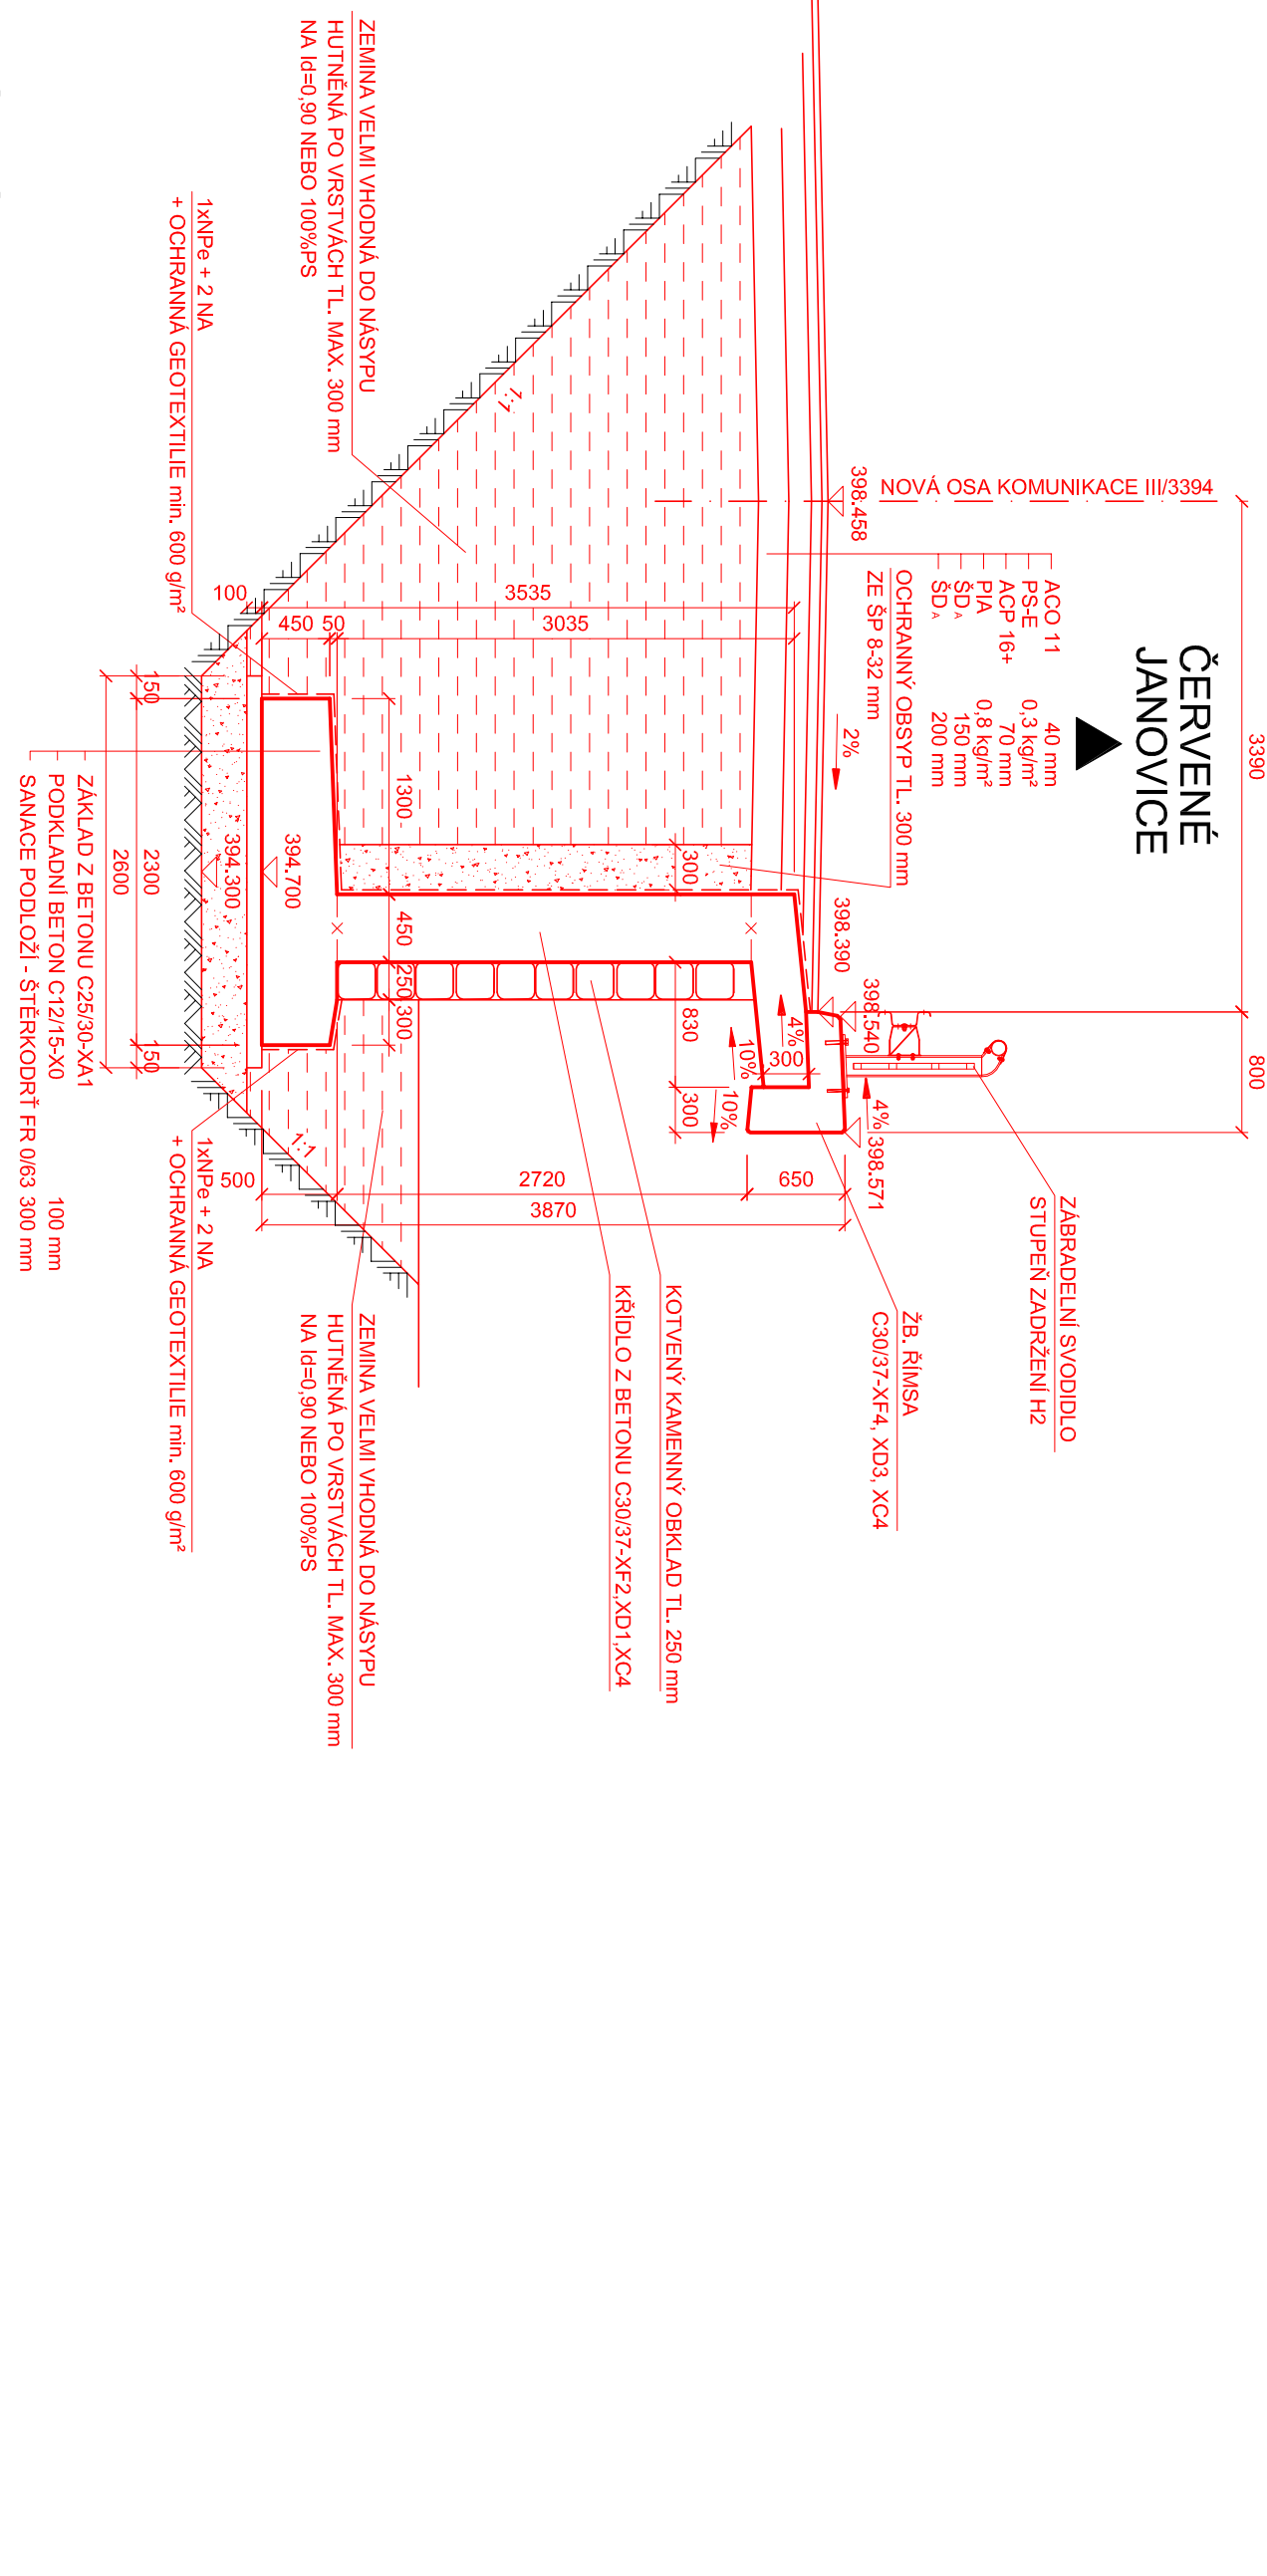 ČERVENÉ
JANOVICE
3390
800
NOVÁ OSA KOMUNIKACE III/3394
398.458
ACO 11 40 mm
PS-E 0,3 kg/m²
ACP 16+ 70 mm
PIA 0,8 kg/m²
ŠDA 150 mm
ŠDA 200 mm
OCHRANNÝ OBSYP TL. 300 mm
ZE ŠP 8-32 mm
2%
398.390
398.540
4% 398.571
ZÁBRADELNÍ SVODIDLO
STUPEŇ ZADRŽENÍ H2
ŽB. ŘÍMSA
C30/37-XF4, XD3, XC4
KOTVENÝ KAMENNÝ OBKLAD TL. 250 mm
KŘÍDLO Z BETONU C30/37-XF2,XD1,XC4
4%
300
10%
10%
830
300
300
650
2720
3870
500
3535
3035
50
450
100
1:1
1300
450
250
300
1:1
ZEMINA VELMI VHODNÁ DO NÁSYPU
HUTNĚNÁ PO VRSTVÁCH TL. MAX. 300 mm
NA Id=0,90 NEBO 100%PS
ZEMINA VELMI VHODNÁ DO NÁSYPU
HUTNĚNÁ PO VRSTVÁCH TL. MAX. 300 mm
NA Id=0,90 NEBO 100%PS
1xNPe + 2 NA
+ OCHRANNÁ GEOTEXTILIE min. 600 g/m²
1xNPe + 2 NA
+ OCHRANNÁ GEOTEXTILIE min. 600 g/m²
394.700
394.300
150
2300
150
2600
ZÁKLAD Z BETONU C25/30-XA1
PODKLADNÍ BETON C12/15-X0 100 mm
SANACE PODLOŽÍ - ŠTĚRKODRŤ FR 0/63 300 mm